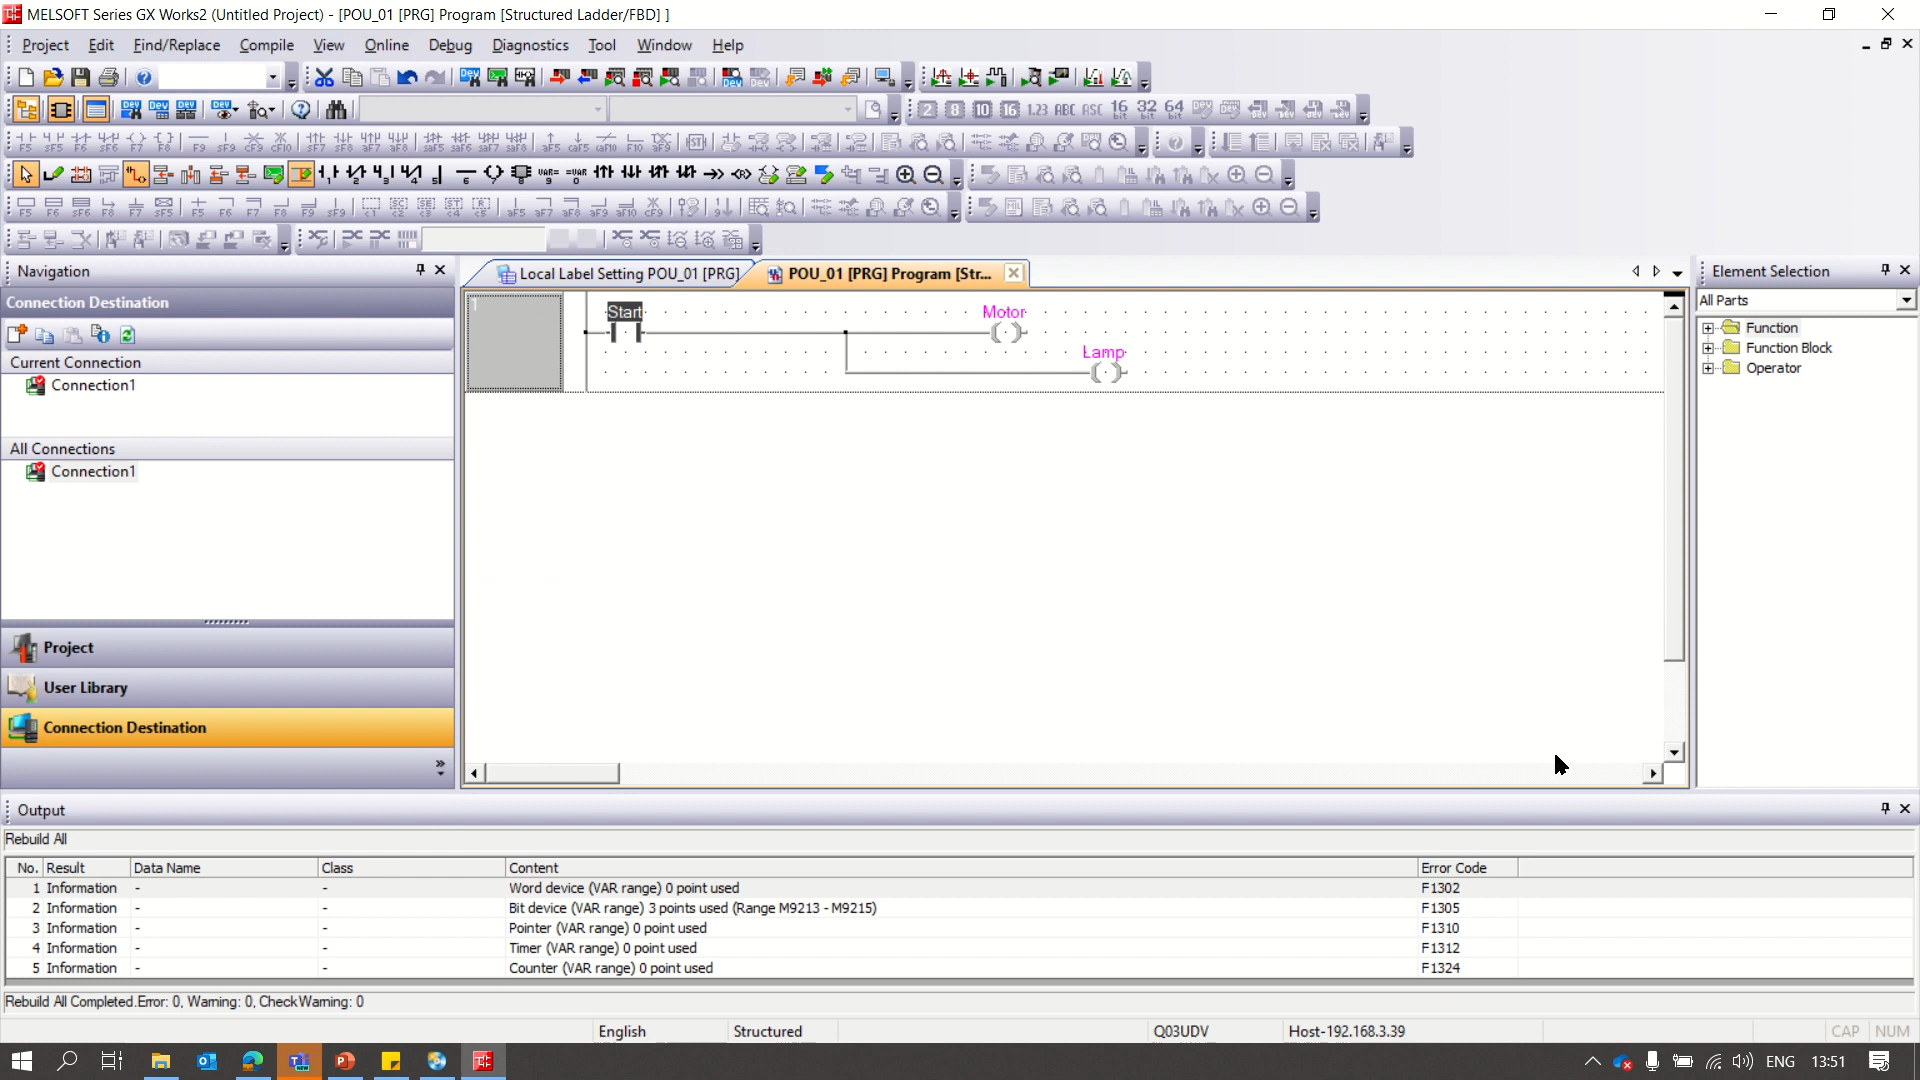 MELSOFT Series GX Works2 (Untitled Project) - [POU_01 [PRG] Program [Structured Ladder/FBD] ]
Project Edit Find/Replace Compile View Online Debug Diagnostics Tool Window Help
Navigation
Connection Destination
Current Connection
Connection1
All Connections
Connection1
Project
User Library
Connection Destination
Local Label Setting POU_01 [PRG]
POU_01 [PRG] Program [Str...
1
Start
Motor
Lamp
Element Selection
All Parts
Function
Function Block
Operator
Output
Rebuild All
No. Result Data Name Class Content Error Code
1 Information - - Word device (VAR range) 0 point used F1302
2 Information - - Bit device (VAR range) 3 points used (Range M9213 - M9215) F1305
3 Information - - Pointer (VAR range) 0 point used F1310
4 Information - - Timer (VAR range) 0 point used F1312
5 Information - - Counter (VAR range) 0 point used F1324
Rebuild All Completed.Error: 0, Warning: 0, CheckWarning: 0
English Structured Q03UDV Host-192.168.3.39 CAP NUM
ENG 13:51